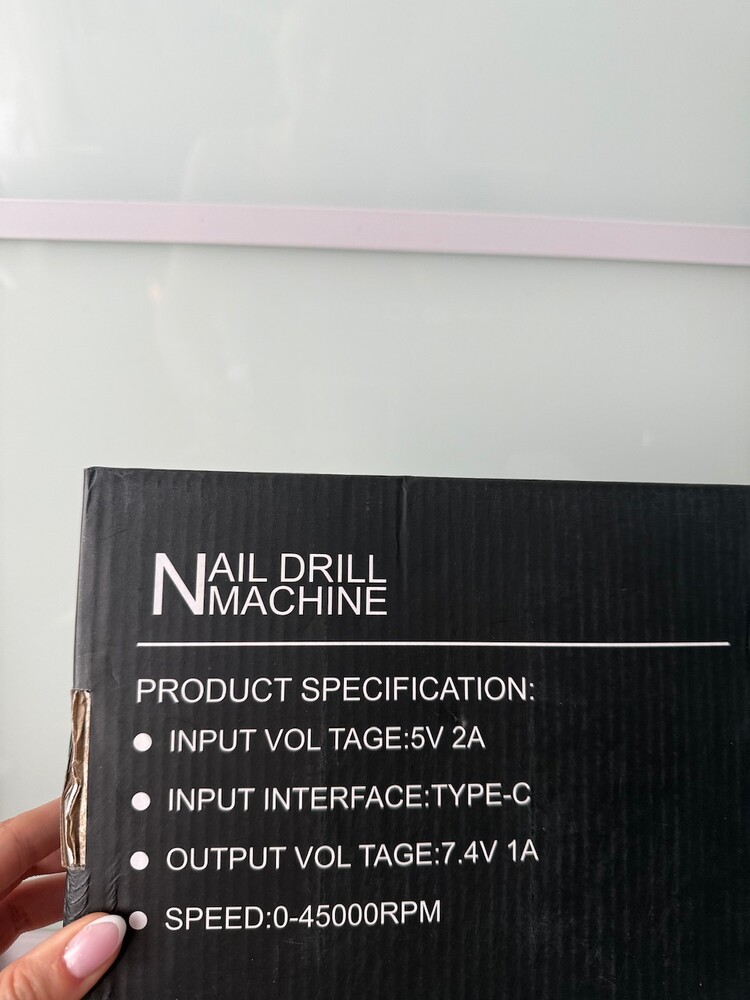 NAIL DRILL
MACHINE
PRODUCT SPECIFICATION:
● INPUT VOL TAGE:5V 2A
● INPUT INTERFACE:TYPE-C
● OUTPUT VOL TAGE:7.4V 1A
● SPEED:0-45000RPM